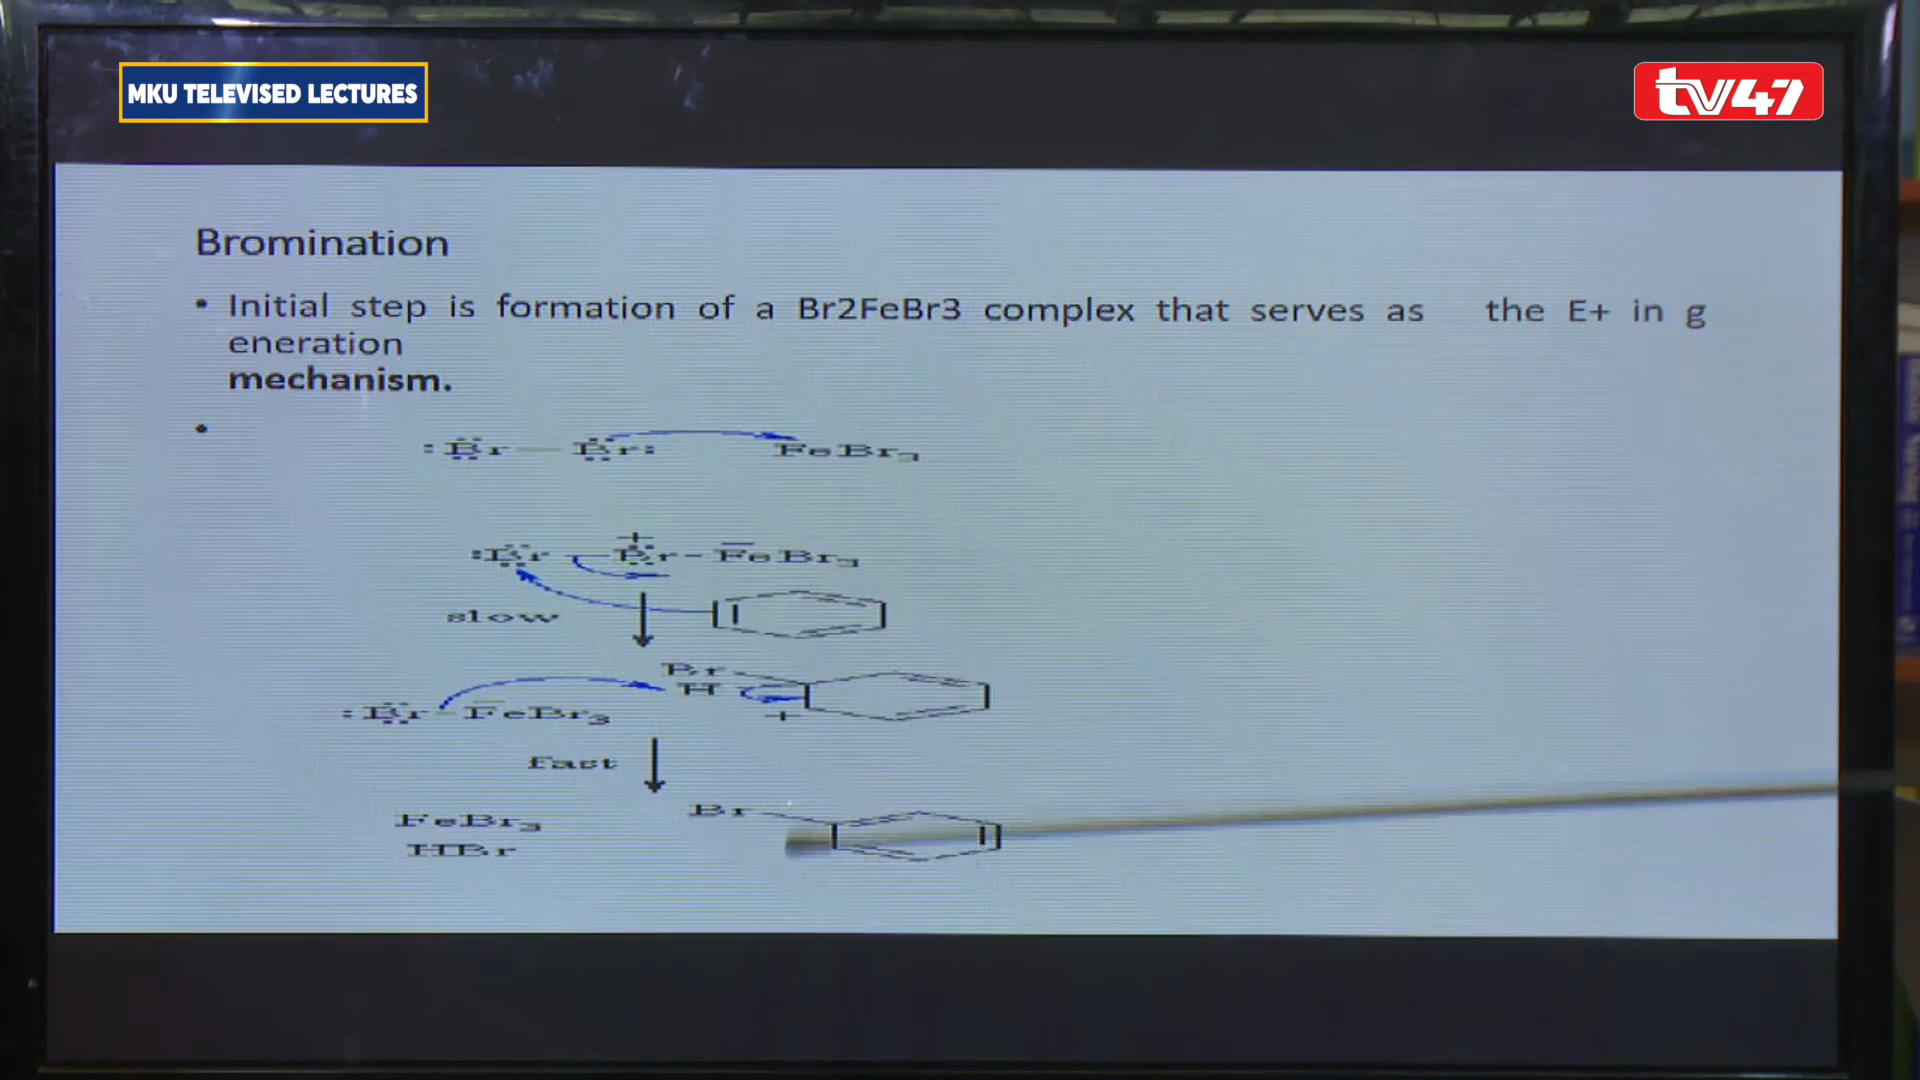 MKU TELEVISED LECTURES
tv47
Bromination
• Initial step is formation of a Br2FeBr3 complex that serves as the E+ in g
eneration
mechanism.
•
:Br — Br: FeBr3
+ −
:Br — Br - FeBr3
slow
Br
H
:Br - FeBr3
+
fast
Br
FeBr3
HBr